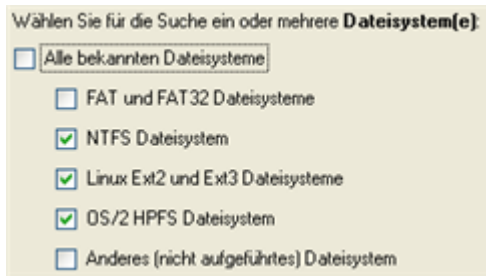 Wählen Sie für die Suche ein oder mehrere Dateisystem(e):
Alle bekannten Dateisysteme
FAT und FAT32 Dateisysteme
NTFS Dateisystem
Linux Ext2 und Ext3 Dateisysteme
OS/2 HPFS Dateisystem
Anderes (nicht aufgeführtes) Dateisystem